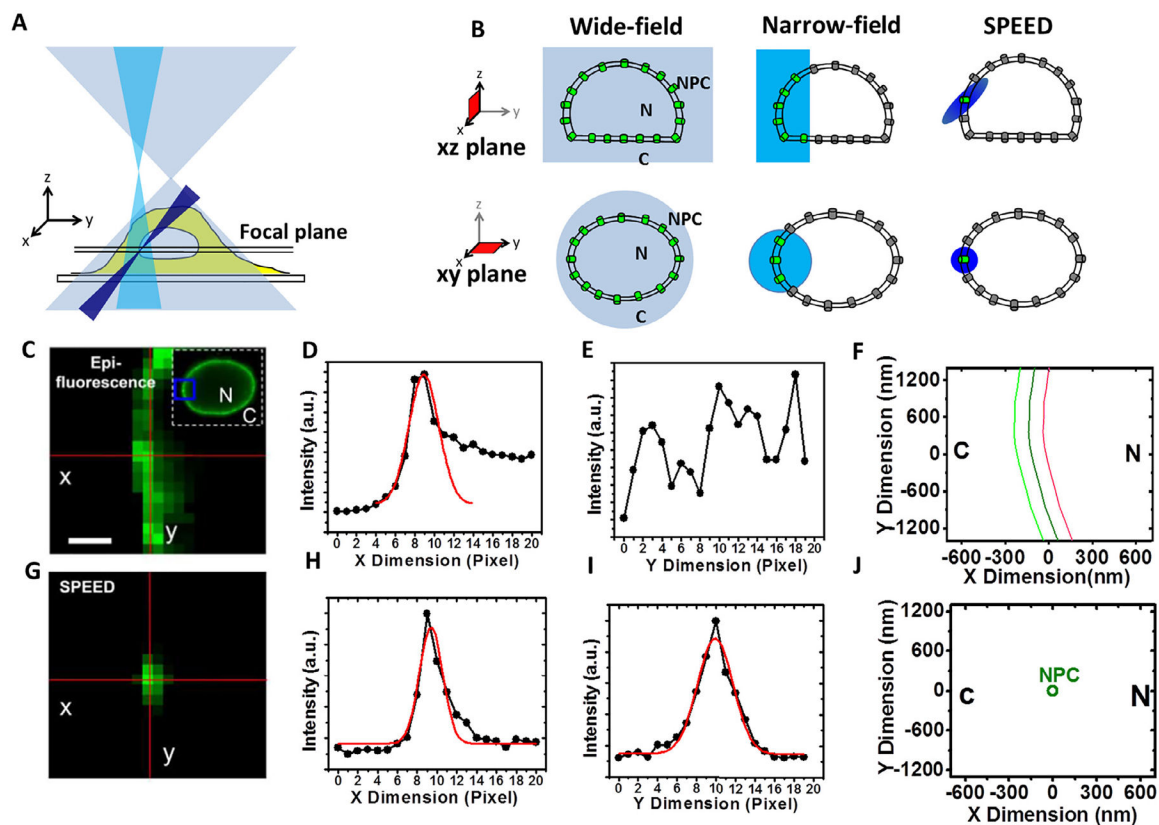 A
z
y
x
Focal plane
B
Wide-field
Narrow-field
SPEED
z
y
x
xz plane
NPC
N
C
z
y
x
xy plane
NPC
N
C
C
Epi-
fluorescence
N
C
x
y
D
Intensity (a.u.)
0 2 4 6 8 10 12 14 16 18 20
X Dimension (Pixel)
E
Intensity (a.u.)
0 2 4 6 8 10 12 14 16 18 20
Y Dimension (Pixel)
F
Y Dimension (nm)
1200
600
0
-600
-1200
C
N
-600 -300 0 300 600
X Dimension(nm)
G
SPEED
x
y
H
Intensity (a.u.)
0 2 4 6 8 10 12 14 16 18 20
X Dimension (Pixel)
I
Intensity (a.u.)
0 2 4 6 8 10 12 14 16 18 20
Y Dimension (Pixel)
J
Y Dimension (nm)
1200
600
0
-600
-1200
NPC
C
N
-600 -300 0 300 600
X Dimension (nm)